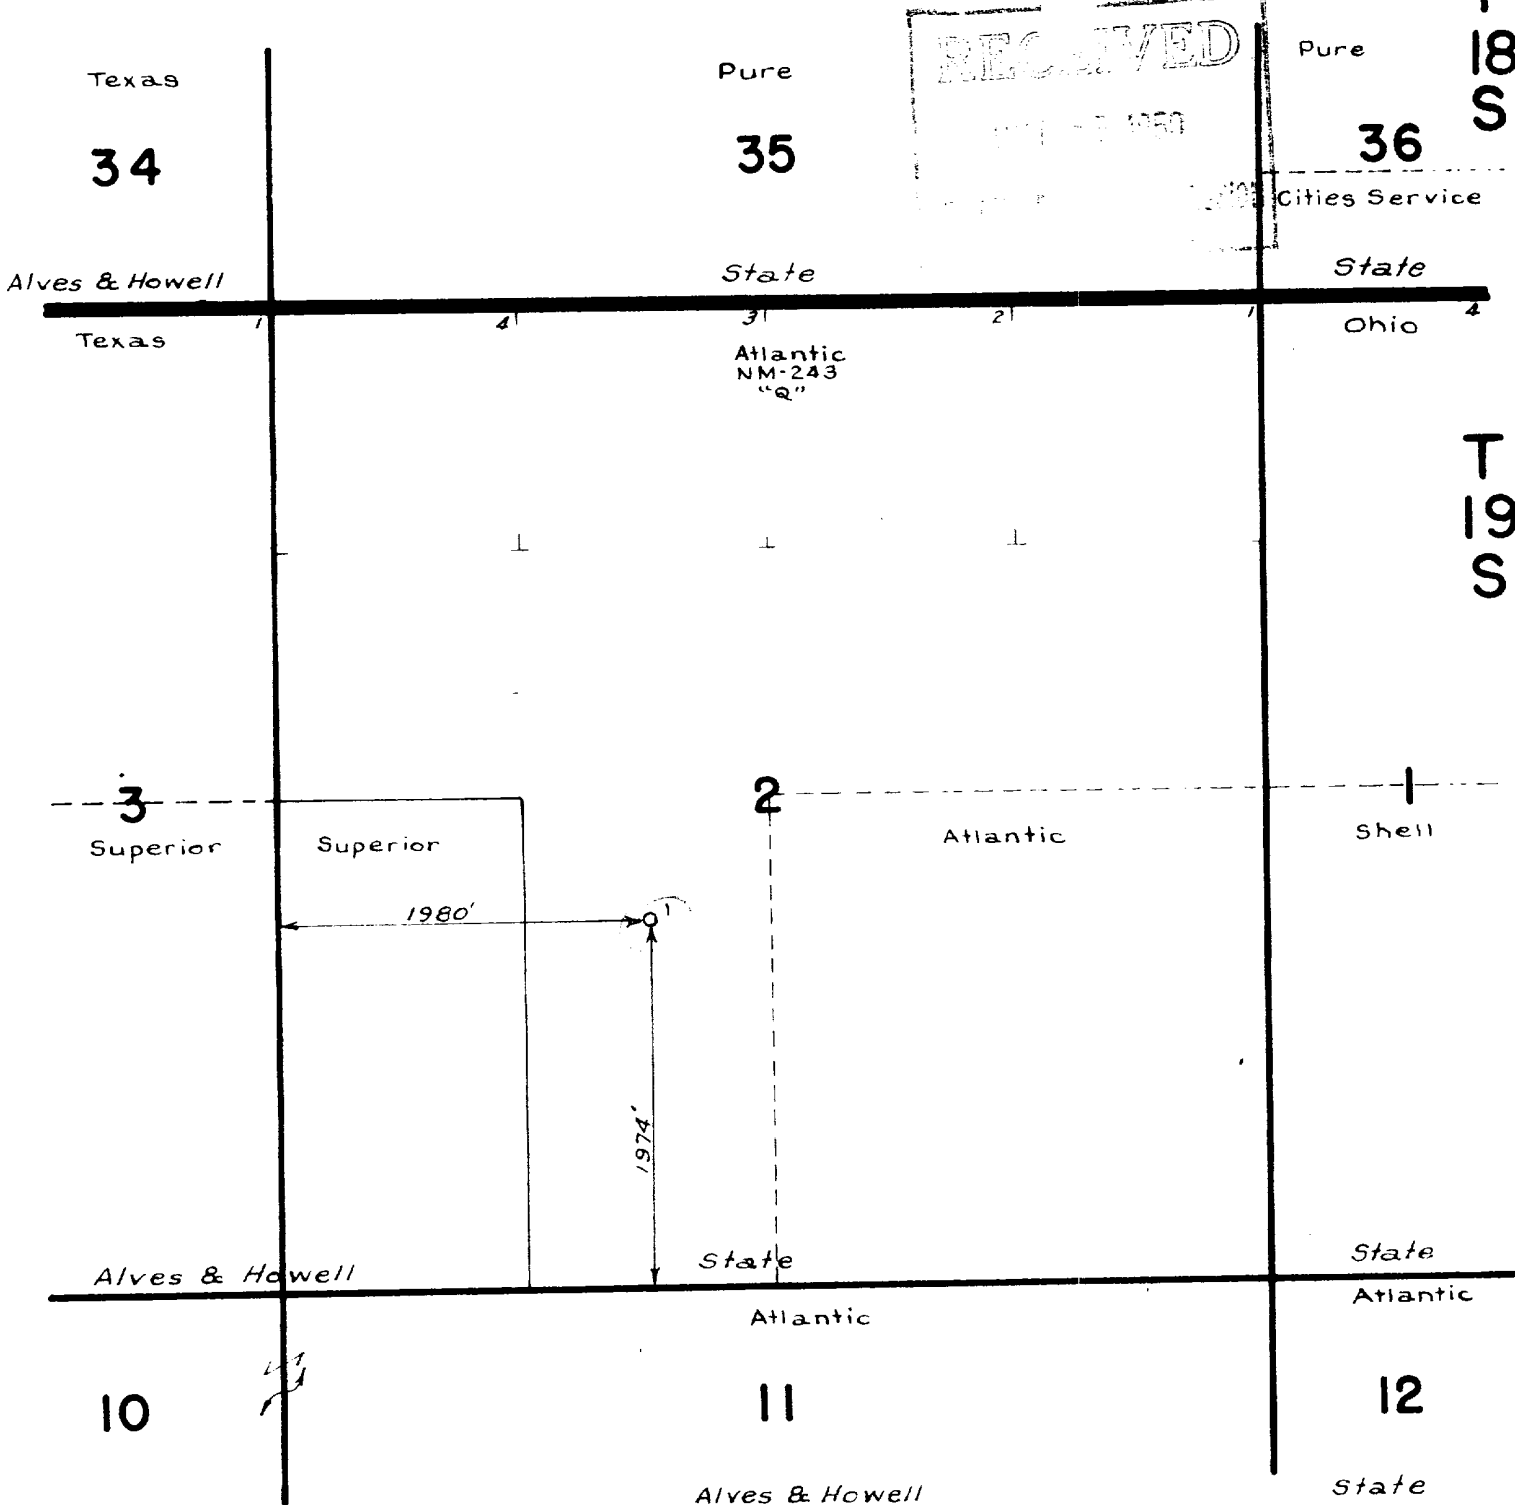 RECEIVED
Texas
Pure
Pure
18
S
34
35
36
Cities Service
Alves & Howell
State
State
1
4
3
2
1
4
Texas
Atlantic
NM-243
"Q"
Ohio
T
19
S
3
2
1
Superior
Superior
Atlantic
Shell
1980'
1
1974'
Alves & Howell
State
State
Atlantic
Atlantic
10
11
12
Alves & Howell
State